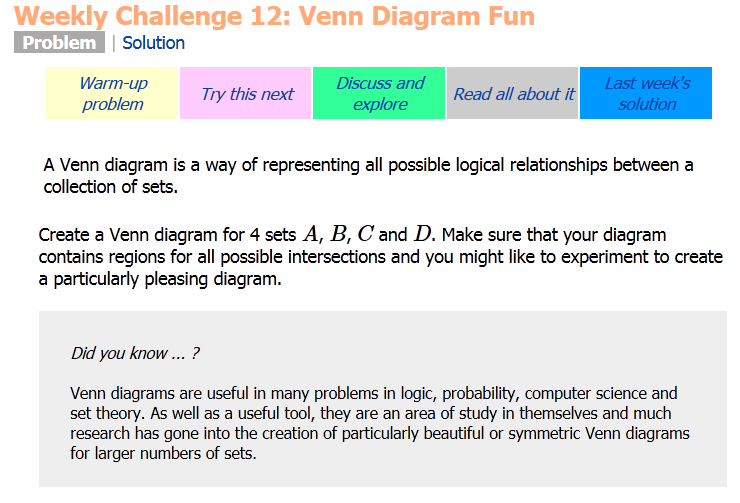 Weekly Challenge 12: Venn Diagram Fun
Problem | Solution
Warm-up problem
Try this next
Discuss and explore
Read all about it
Last week's solution
A Venn diagram is a way of representing all possible logical relationships between a
collection of sets.
Create a Venn diagram for 4 sets A, B, C and D. Make sure that your diagram
contains regions for all possible intersections and you might like to experiment to create
a particularly pleasing diagram.
Did you know ... ?
Venn diagrams are useful in many problems in logic, probability, computer science and
set theory. As well as a useful tool, they are an area of study in themselves and much
research has gone into the creation of particularly beautiful or symmetric Venn diagrams
for larger numbers of sets.